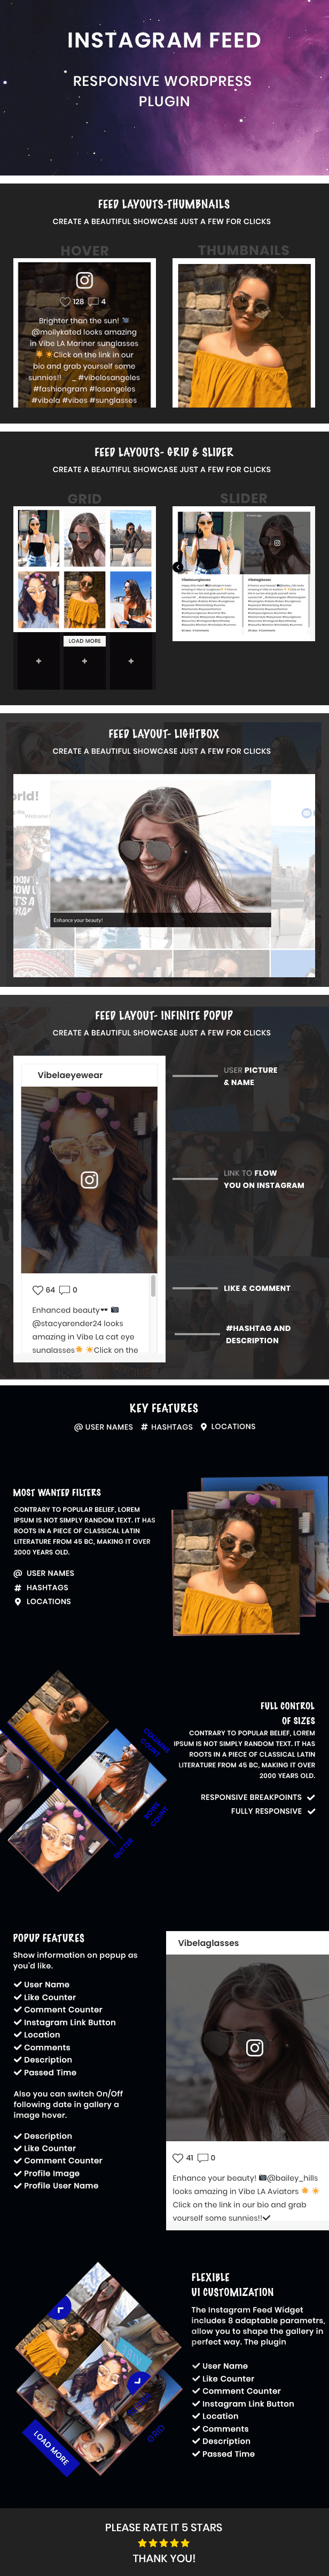 INSTAGRAM FEED
RESPONSIVE WORDPRESS
PLUGIN
FEED LAYOUTS-THUMBNAILS
CREATE A BEAUTIFUL SHOWCASE JUST A FEW FOR CLICKS
HOVER
THUMBNAILS
128 4
Brighter than the sun!
@maiykated looks amazing
in Vibe LA Mariner sunglasses
Click on the link in our
bio and grab yourself some
sunnies!! _ #vibelosangeles
#fashiongram #losangeles
#vibela #vibes #sunglasses
FEED LAYOUTS- GRID & SLIDER
CREATE A BEAUTIFUL SHOWCASE JUST A FEW FOR CLICKS
GRID
SLIDER
LOAD MORE
FEED LAYOUT- LIGHTBOX
CREATE A BEAUTIFUL SHOWCASE JUST A FEW FOR CLICKS
orld!
Welcome
Enhance your beauty!
FEED LAYOUT- INFINITE POPUP
CREATE A BEAUTIFUL SHOWCASE JUST A FEW FOR CLICKS
Vibelaeyewear
USER PICTURE
& NAME
LINK TO FLOW
YOU ON INSTAGRAM
64 0
LIKE & COMMENT
Enhanced beauty
@stacyarender24 looks
amazing in Vibe La cat eye
sunglasses Click on the
#HASHTAG AND
DESCRIPTION
KEY FEATURES
@ USER NAMES # HASHTAGS LOCATIONS
MOST WANTED FILTERS
CONTRARY TO POPULAR BELIEF, LOREM
IPSUM IS NOT SIMPLY RANDOM TEXT. IT HAS
ROOTS IN A PIECE OF CLASSICAL LATIN
LITERATURE FROM 45 BC, MAKING IT OVER
2000 YEARS OLD.
@ USER NAMES
# HASHTAGS
LOCATIONS
COLUMNS
COUNT
ROWS
COUNT
GUTTER
FULL CONTROL
OF SIZES
CONTRARY TO POPULAR BELIEF, LOREM
IPSUM IS NOT SIMPLY RANDOM TEXT. IT HAS
ROOTS IN A PIECE OF CLASSICAL LATIN
LITERATURE FROM 45 BC, MAKING IT OVER
2000 YEARS OLD.
RESPONSIVE BREAKPOINTS
FULLY RESPONSIVE
POPUP FEATURES
Show information on popup as
you'd like.
User Name
Like Counter
Comment Counter
Instagram Link Button
Location
Comments
Description
Passed Time
Also you can switch On/Off
following date in gallery a
image hover.
Description
Like Counter
Comment Counter
Profile Image
Profile User Name
Vibelaglasses
41 0
Enhance your beauty! @bailey_hills
looks amazing in Vibe LA Aviators
Click on the link in our bio and grab
yourself some sunnies!!
LOAD MORE
GRID
FLEXIBLE
UI CUSTOMIZATION
The Instagram Feed Widget
includes 8 adaptable parametrs,
allow you to shape the gallery in
perfect way. The plugin
User Name
Like Counter
Comment Counter
Instagram Link Button
Location
Comments
Description
Passed Time
PLEASE RATE IT 5 STARS
THANK YOU!